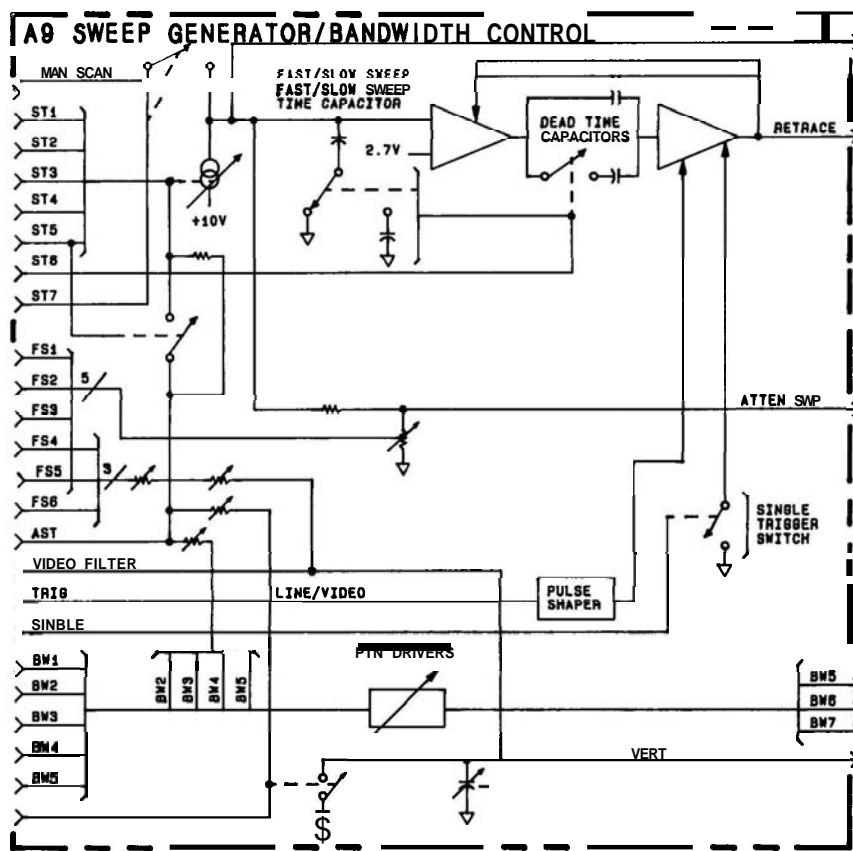 A9 SWEEP GENERATOR/BANDWIDTH CONTROL
MAN SCAN
FAST/SLOW SWEEP
FAST/SLOW SWEEP
TIME CAPACITOR
ST1
ST2
ST3
ST4
ST5
ST6
ST7
+10V
2.7V
DEAD TIME
CAPACITORS
RETRACE
FS1
FS2
5
FS3
FS4
FS5
3
FS6
AST
ATTEN SWP
SINGLE
TRIGGER
SWITCH
VIDEO FILTER
TRIG
LINE/VIDEO
PULSE
SHAPER
SINBLE
PIN DRIVERS
BW1
BW2
BW3
BW4
BW5
BW2
BW3
BW4
BW5
BW5
BW6
BW7
VERT
$